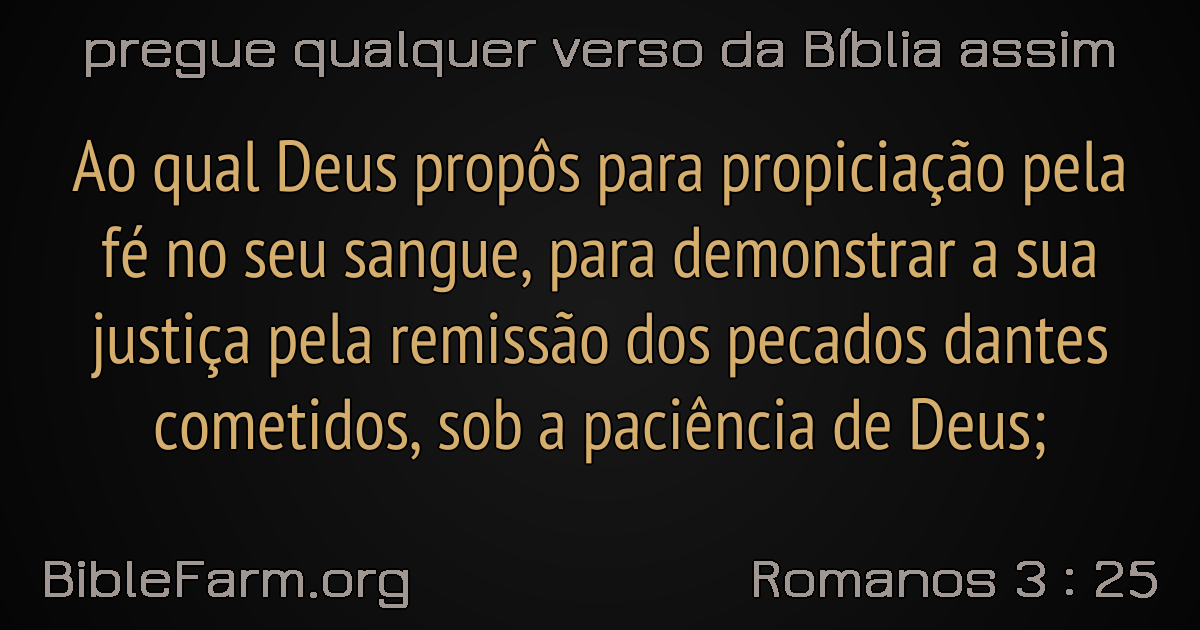 pregue qualquer verso da Bíblia assim
Ao qual Deus propôs para propiciação pela
fé no seu sangue, para demonstrar a sua
justiça pela remissão dos pecados dantes
cometidos, sob a paciência de Deus;
BibleFarm.org
Romanos 3 : 25